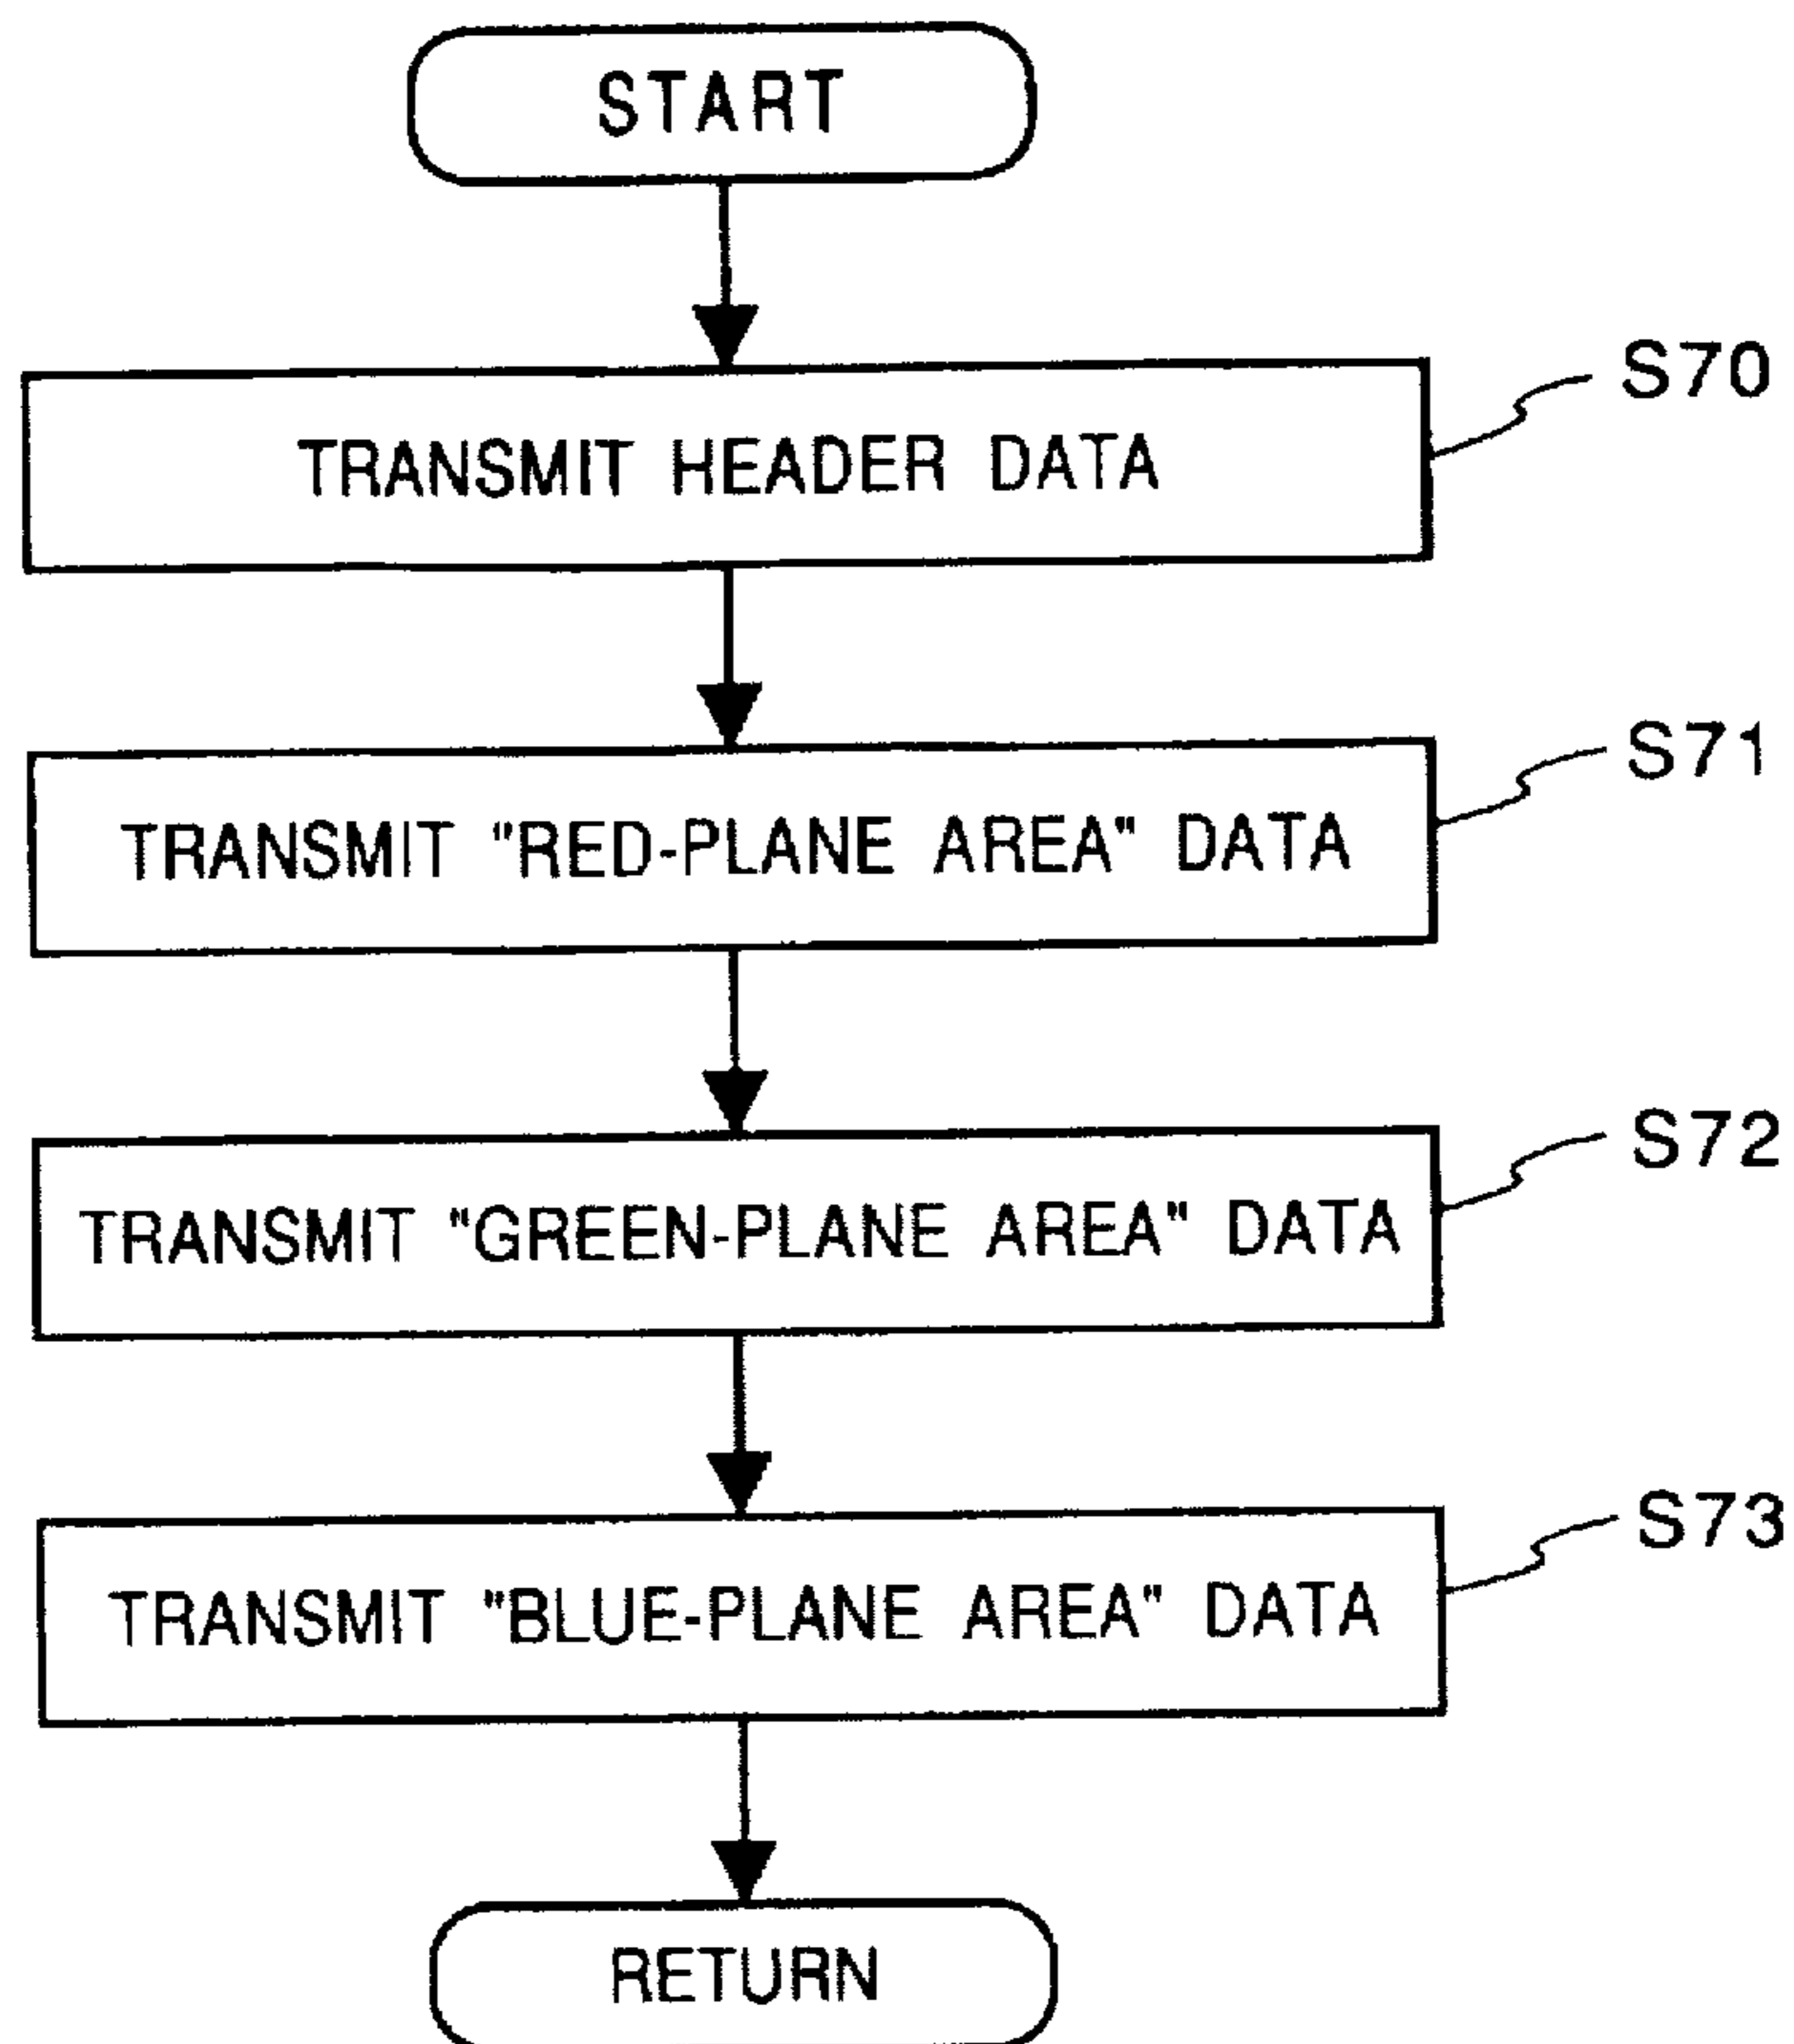 START
TRANSMIT HEADER DATA
S70
TRANSMIT "RED-PLANE AREA" DATA
S71
TRANSMIT "GREEN-PLANE AREA" DATA
S72
TRANSMIT "BLUE-PLANE AREA" DATA
S73
RETURN